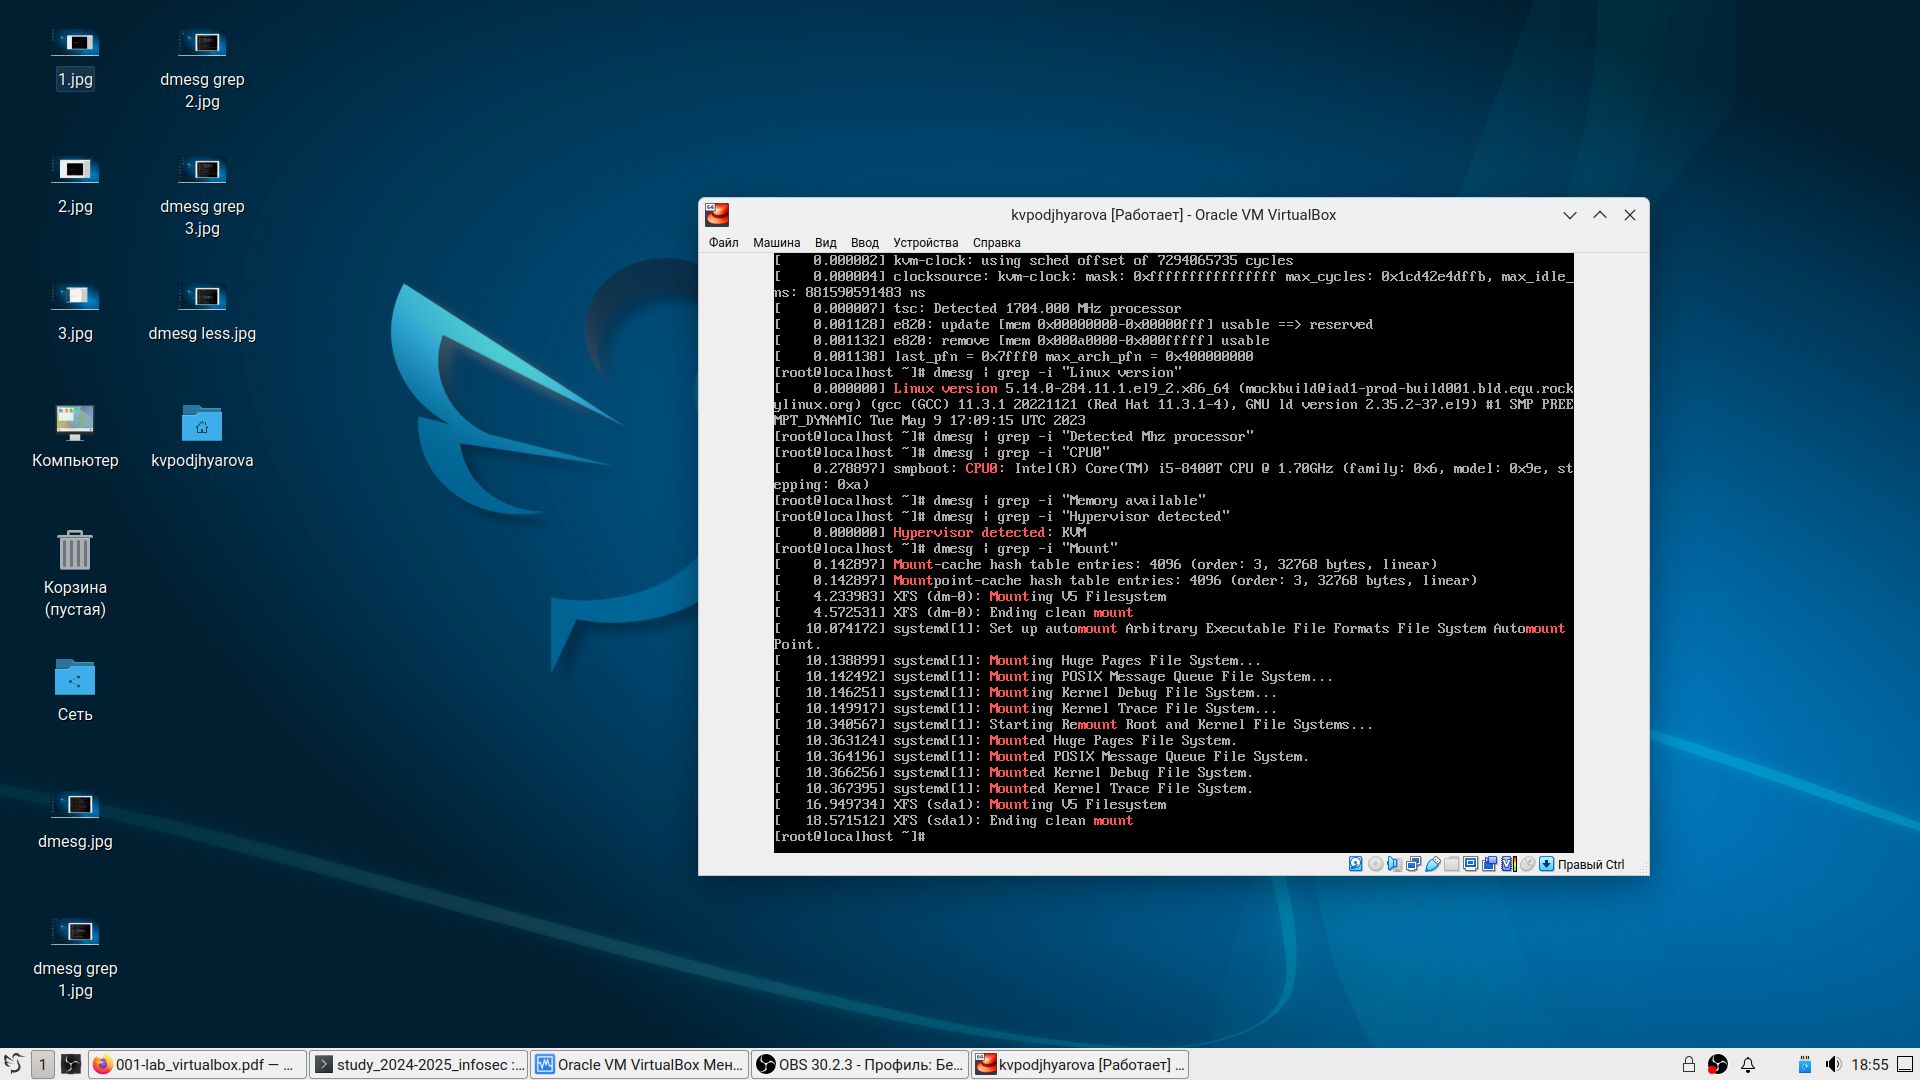 1.jpg
dmesg grep
2.jpg
2.jpg
dmesg grep
3.jpg
3.jpg
dmesg less.jpg
Компьютер
kvpodjhyarova
Корзина
(пустая)
Сеть
dmesg.jpg
dmesg grep
1.jpg
kvpodjhyarova [Работает] - Oracle VM VirtualBox
Файл Машина Вид Ввод Устройства Справка
[    0.000002] kvm-clock: using sched offset of 7294065735 cycles
[    0.000004] clocksource: kvm-clock: mask: 0xffffffffffffffff max_cycles: 0x1cd42e4dffb, max_idle_
ns: 881590591483 ns
[    0.000007] tsc: Detected 1704.000 MHz processor
[    0.001128] e820: update [mem 0x00000000-0x00000fff] usable ==> reserved
[    0.001132] e820: remove [mem 0x000a0000-0x000fffff] usable
[    0.001138] last_pfn = 0x7fff0 max_arch_pfn = 0x400000000
[root@localhost ~]# dmesg | grep -i "Linux version"
[    0.000000] Linux version 5.14.0-284.11.1.el9_2.x86_64 (mockbuild@iad1-prod-build001.bld.equ.rock
ylinux.org) (gcc (GCC) 11.3.1 20221121 (Red Hat 11.3.1-4), GNU ld version 2.35.2-37.el9) #1 SMP PREE
MPT_DYNAMIC Tue May 9 17:09:15 UTC 2023
[root@localhost ~]# dmesg | grep -i "Detected Mhz processor"
[root@localhost ~]# dmesg | grep -i "CPU0"
[    0.278897] smpboot: CPU0: Intel(R) Core(TM) i5-8400T CPU @ 1.70GHz (family: 0x6, model: 0x9e, st
epping: 0xa)
[root@localhost ~]# dmesg | grep -i "Memory available"
[root@localhost ~]# dmesg | grep -i "Hypervisor detected"
[    0.000000] Hypervisor detected: KVM
[root@localhost ~]# dmesg | grep -i "Mount"
[    0.142897] Mount-cache hash table entries: 4096 (order: 3, 32768 bytes, linear)
[    0.142897] Mountpoint-cache hash table entries: 4096 (order: 3, 32768 bytes, linear)
[    4.233983] XFS (dm-0): Mounting V5 Filesystem
[    4.572531] XFS (dm-0): Ending clean mount
[   10.074172] systemd[1]: Set up automount Arbitrary Executable File Formats File System Automount
Point.
[   10.138899] systemd[1]: Mounting Huge Pages File System...
[   10.142492] systemd[1]: Mounting POSIX Message Queue File System...
[   10.146251] systemd[1]: Mounting Kernel Debug File System...
[   10.149917] systemd[1]: Mounting Kernel Trace File System...
[   10.340567] systemd[1]: Starting Remount Root and Kernel File Systems...
[   10.363124] systemd[1]: Mounted Huge Pages File System.
[   10.364196] systemd[1]: Mounted POSIX Message Queue File System.
[   10.366256] systemd[1]: Mounted Kernel Debug File System.
[   10.367395] systemd[1]: Mounted Kernel Trace File System.
[   16.949734] XFS (sda1): Mounting V5 Filesystem
[   18.571512] XFS (sda1): Ending clean mount
[root@localhost ~]#
Правый Ctrl
1 001-lab_virtualbox.pdf — ... study_2024-2025_infosec :... Oracle VM VirtualBox Мен... OBS 30.2.3 - Профиль: Бе... kvpodjhyarova [Работает] ... 18:55